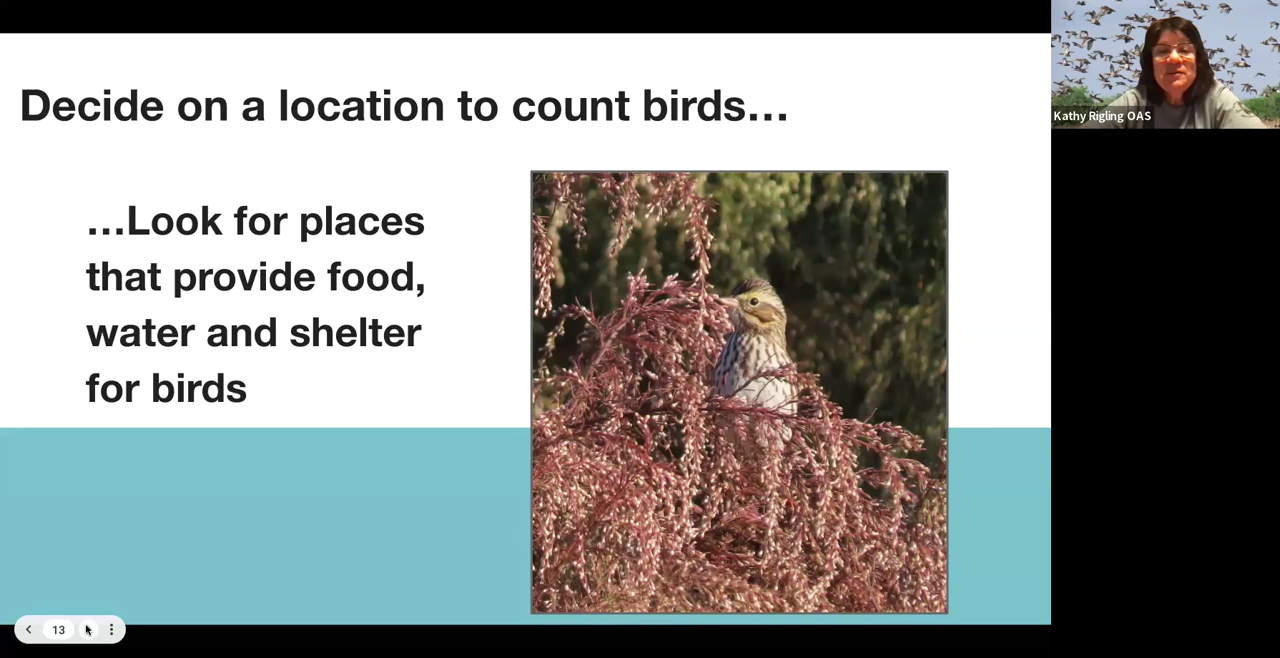 Decide on a location to count birds…
…Look for places
that provide food,
water and shelter
for birds
Kathy Rigling OAS
13